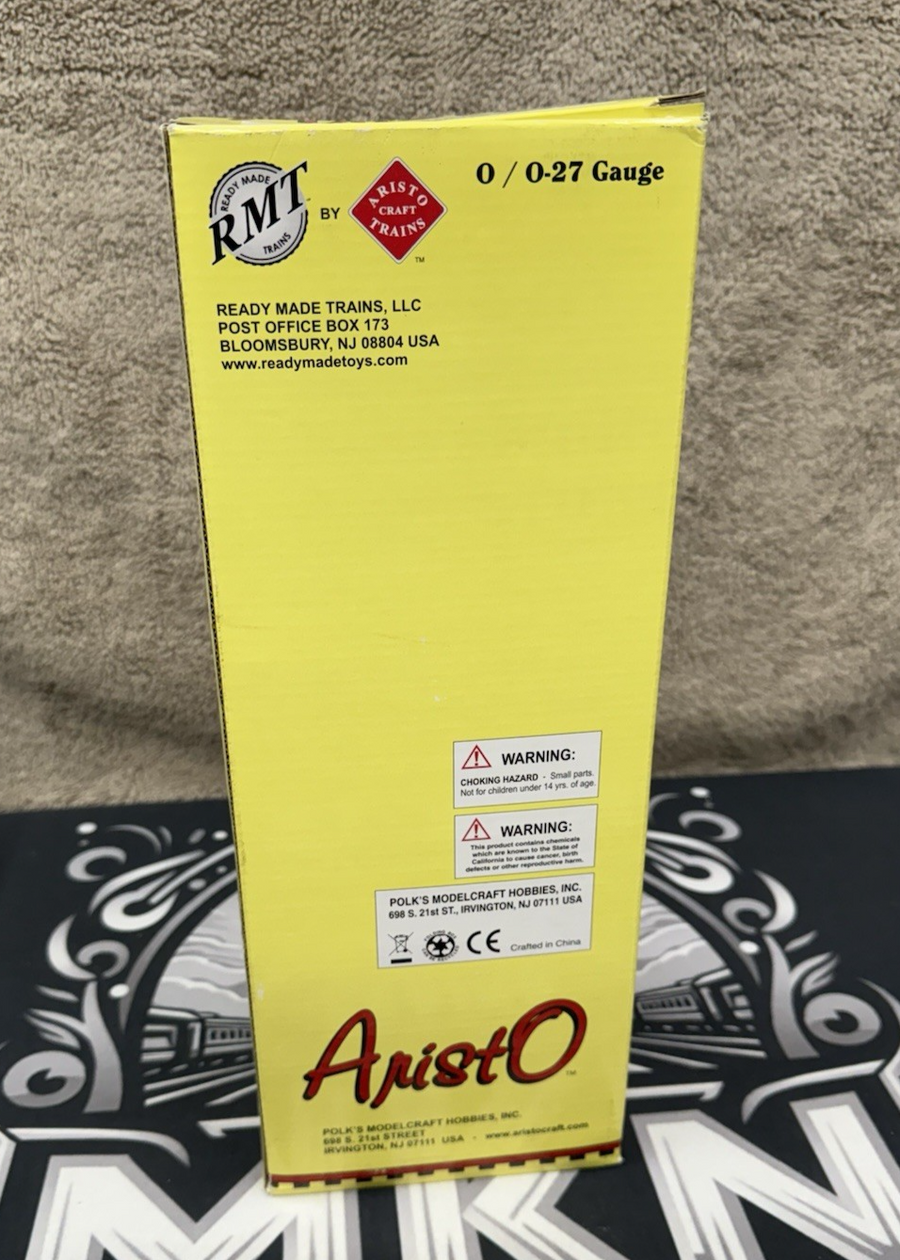 READY MADE
RMT
TRAINS
BY
ARISTO
CRAFT
TRAINS
TM
O / O-27 Gauge
READY MADE TRAINS, LLC
POST OFFICE BOX 173
BLOOMSBURY, NJ 08804 USA
www.readymadetoys.com
WARNING:
CHOKING HAZARD - Small parts.
Not for children under 14 yrs. of age.
WARNING:
This product contains chemicals
which are known to the State of
California to cause cancer, birth
defects or other reproductive harm.
POLK'S MODELCRAFT HOBBIES, INC.
698 S. 21st ST., IRVINGTON, NJ 07111 USA
CE
Crafted in China
AristO
TM
POLK'S MODELCRAFT HOBBIES, INC.
698 S. 21st STREET
IRVINGTON, NJ 07111 USA - www.aristocraft.com
MKN